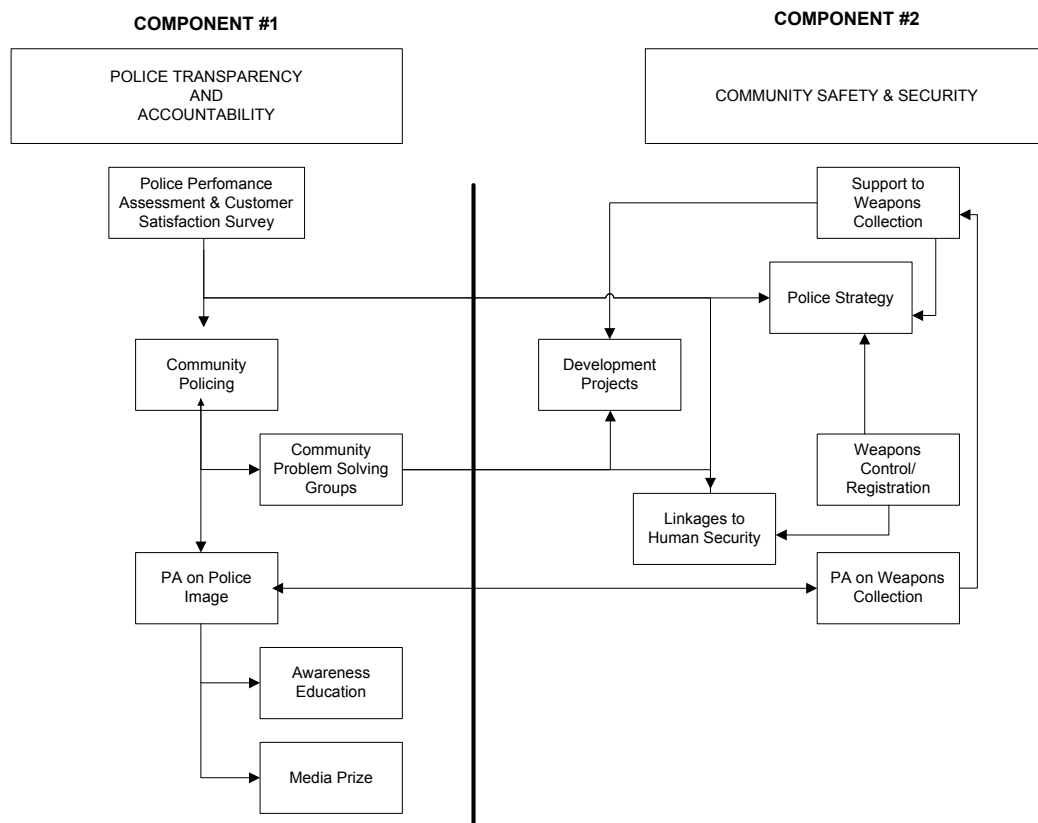 COMPONENT #1
POLICE TRANSPARENCY
AND
ACCOUNTABILITY
Police Perfomance
Assessment & Customer
Satisfaction Survey
Community
Policing
Community
Problem Solving
Groups
PA on Police
Image
Awareness
Education
Media Prize
COMPONENT #2
COMMUNITY SAFETY & SECURITY
Support to
Weapons
Collection
Police Strategy
Development
Projects
Weapons
Control/
Registration
Linkages to
Human Security
PA on Weapons
Collection